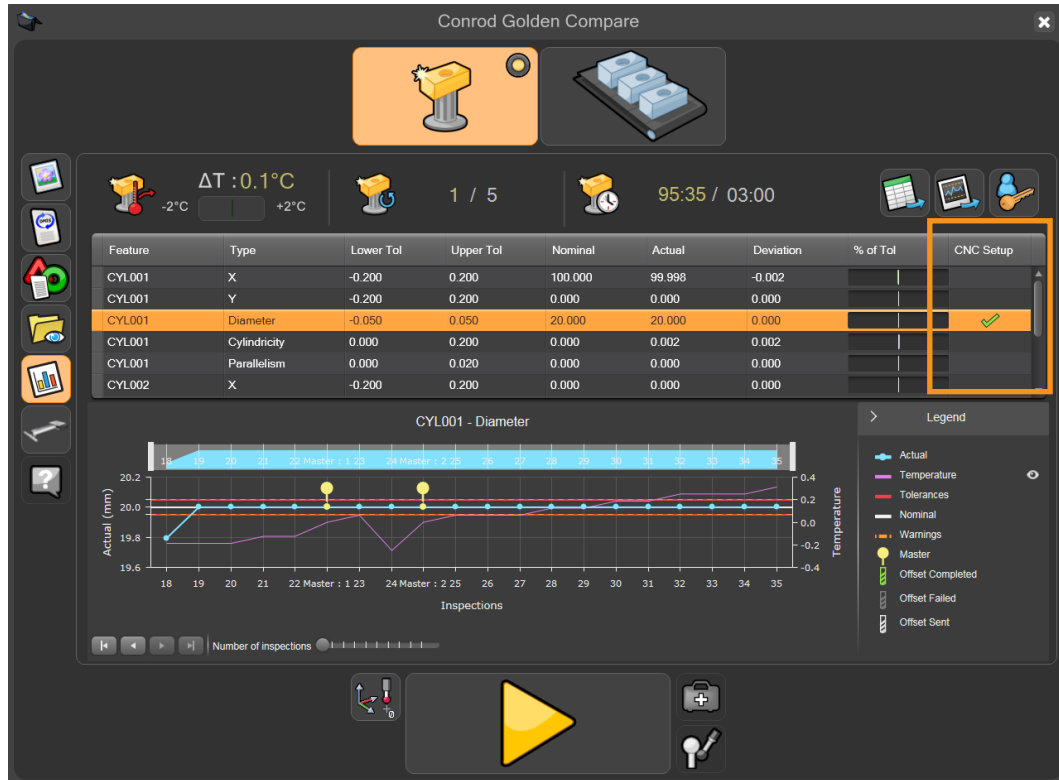 Conrod Golden Compare
ΔT : 0.1°C
-2°C +2°C
1 / 5
95:35 / 03:00
DMIS
Feature Type Lower Tol Upper Tol Nominal Actual Deviation % of Tol CNC Setup
CYL001 X -0.200 0.200 100.000 99.998 -0.002
CYL001 Y -0.200 0.200 0.000 0.000 0.000
CYL001 Diameter -0.050 0.050 20.000 20.000 0.000
CYL001 Cylindricity 0.000 0.200 0.000 0.002 0.002
CYL001 Parallelism 0.000 0.020 0.000 0.000 0.000
CYL002 X -0.200 0.200 0.000 0.000 0.000
CYL001 - Diameter
18 19 20 21 22 Master : 1 23 24 Master : 2 25 26 27 28 29 30 31 32 33 34 35
20.2
20.0
19.8
19.6
Actual (mm)
0.4
0.2
0.0
-0.2
-0.4
Temperature
18 19 20 21 22 Master : 1 23 24 Master : 2 25 26 27 28 29 30 31 32 33 34 35
Inspections
Number of inspections
Legend
Actual
Temperature
Tolerances
Nominal
Warnings
Master
Offset Completed
Offset Failed
Offset Sent
0